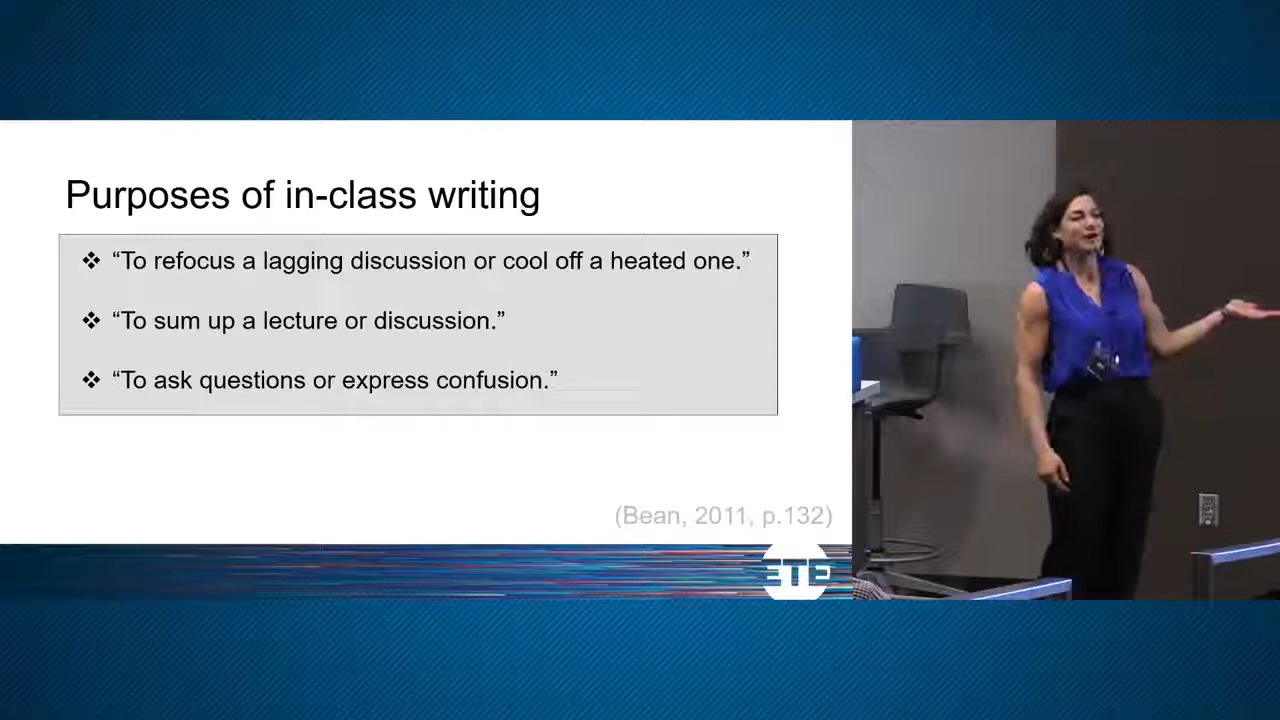 Purposes of in-class writing
❖ “To refocus a lagging discussion or cool off a heated one.”
❖ “To sum up a lecture or discussion.”
❖ “To ask questions or express confusion.”
(Bean, 2011, p.132)
ETE